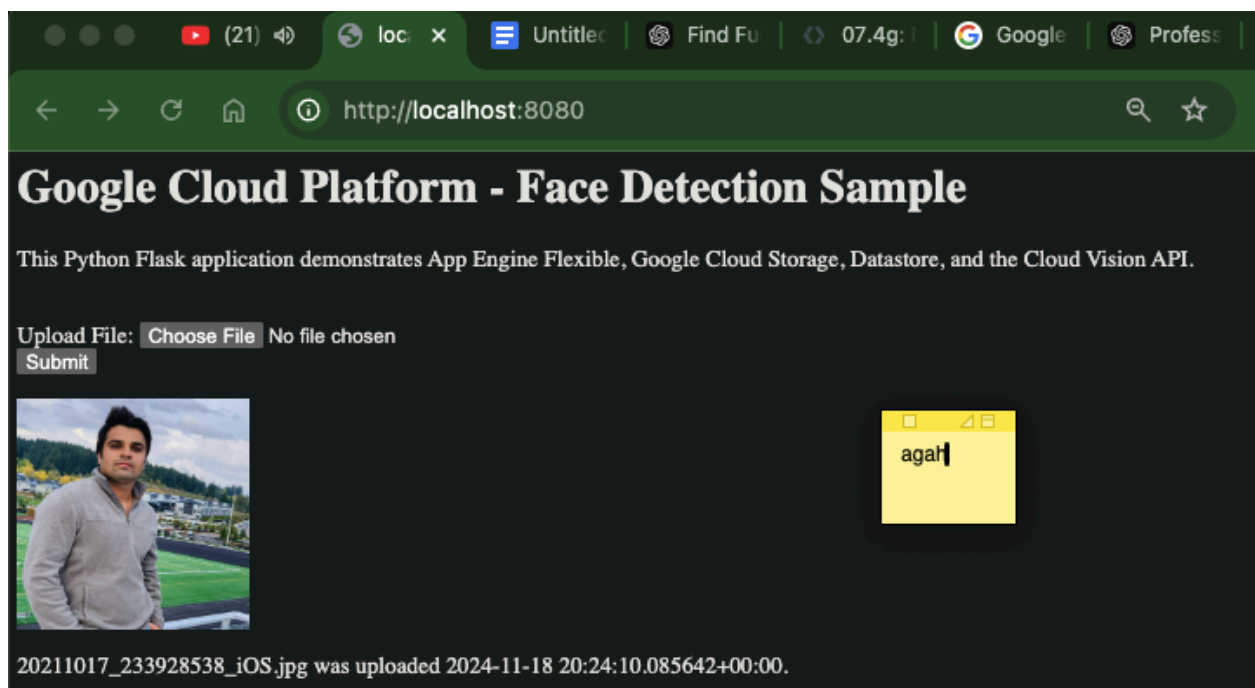 (21)
loca
Untitled
Find Fu
07.4g:
Google
Profess
http://localhost:8080
Google Cloud Platform - Face Detection Sample
This Python Flask application demonstrates App Engine Flexible, Google Cloud Storage, Datastore, and the Cloud Vision API.
Upload File: Choose File No file chosen
Submit
agah
20211017_233928538_iOS.jpg was uploaded 2024-11-18 20:24:10.085642+00:00.